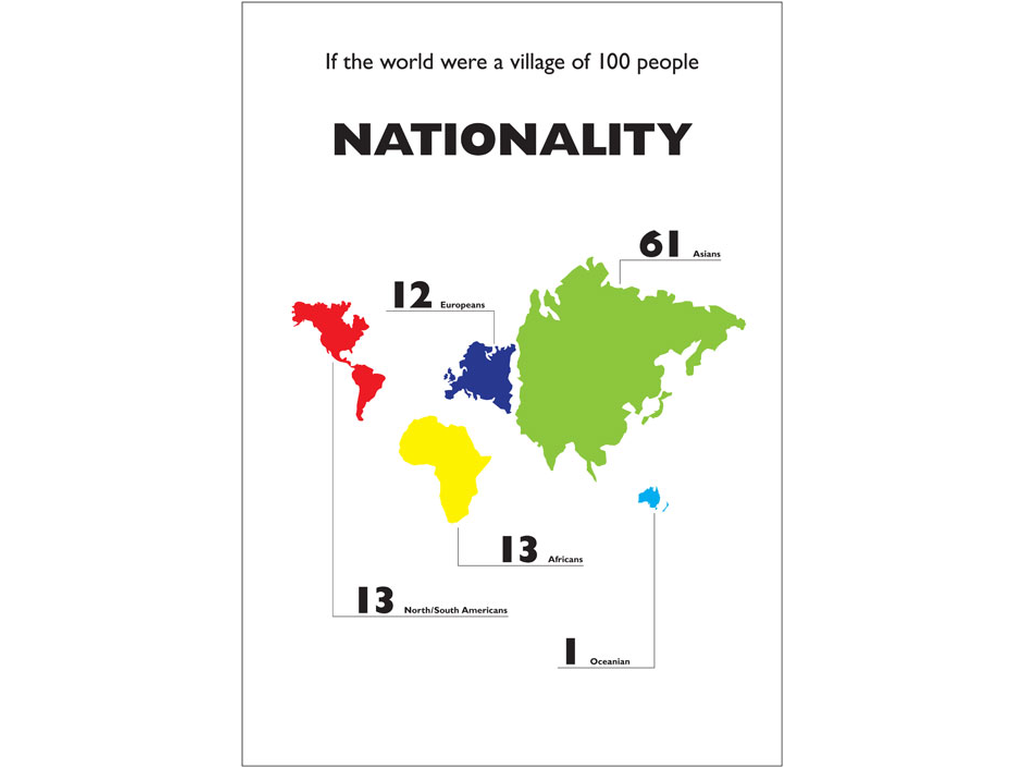 If the world were a village of 100 people
NATIONALITY
61 Asians
12 Europeans
13 Africans
13 North/South Americans
1 Oceanian